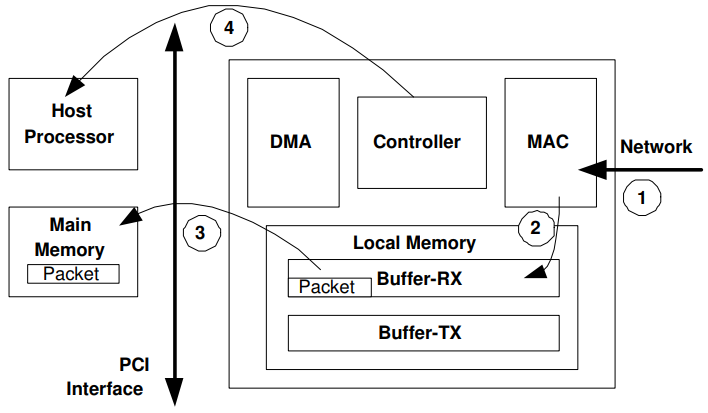 4
Host
Processor
DMA
Controller
MAC
Network
1
Main
Memory
Packet
3
2
Local Memory
Buffer-RX
Packet
Buffer-TX
PCI
Interface